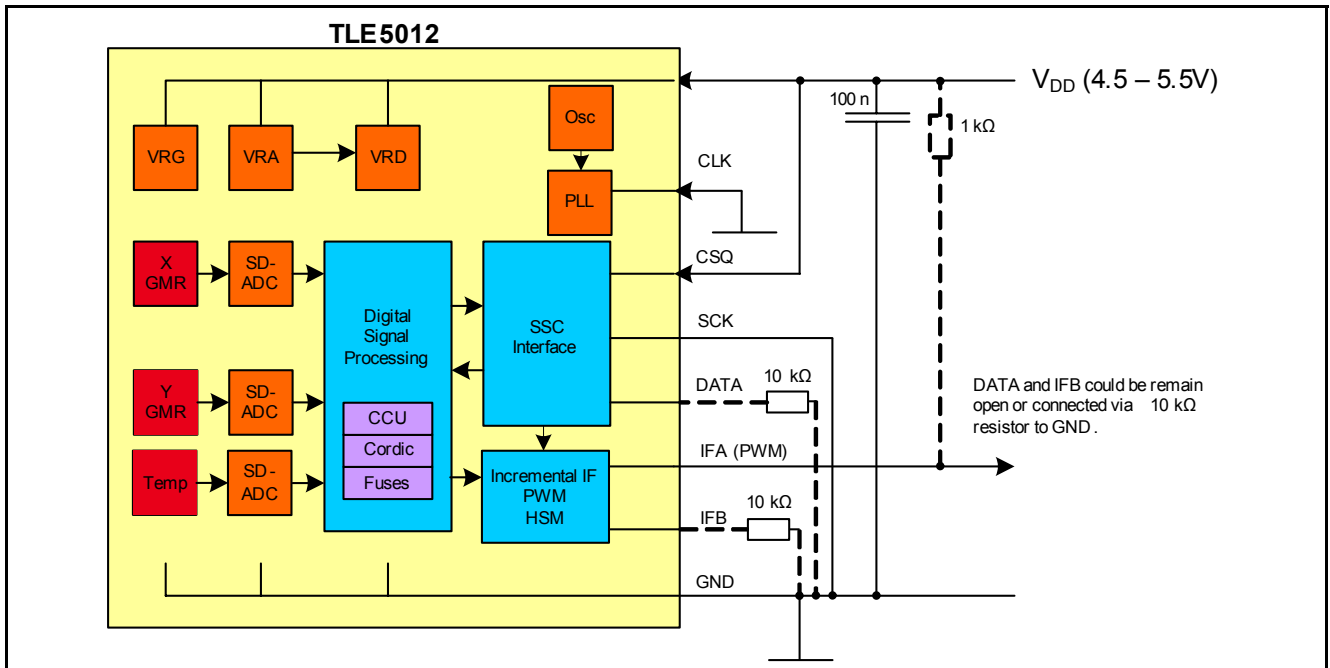 TLE5012
VDD (4.5 – 5.5V)
100 n
1 kΩ
Osc
VRG
VRA
VRD
CLK
PLL
X
GMR
SD-
ADC
CSQ
Digital
Signal
Processing
SSC
Interface
SCK
DATA
10 kΩ
DATA and IFB could be remain
open or connected via 10 kΩ
resistor to GND .
Y
GMR
SD-
ADC
CCU
Cordic
Fuses
IFA (PWM)
Temp
SD-
ADC
Incremental IF
PWM
HSM
10 kΩ
IFB
GND